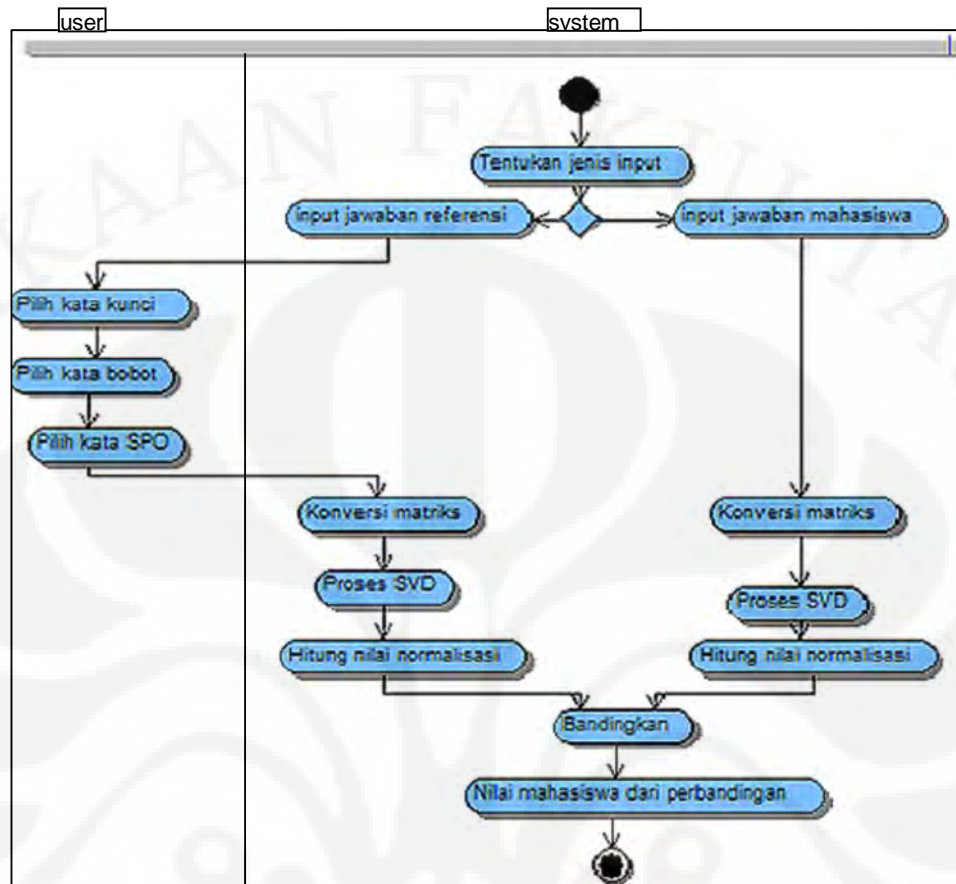 user
system
Tentukan jenis input
input jawaban referensi
input jawaban mahasiswa
Pilih kata kunci
Pilih kata bobot
Pilih kata SPO
Konversi matriks
Konversi matriks
Proses SVD
Proses SVD
Hitung nilai normalisasi
Hitung nilai normalisasi
Bandingkan
Nilai mahasiswa dari perbandingan
KAAN FAKULTA